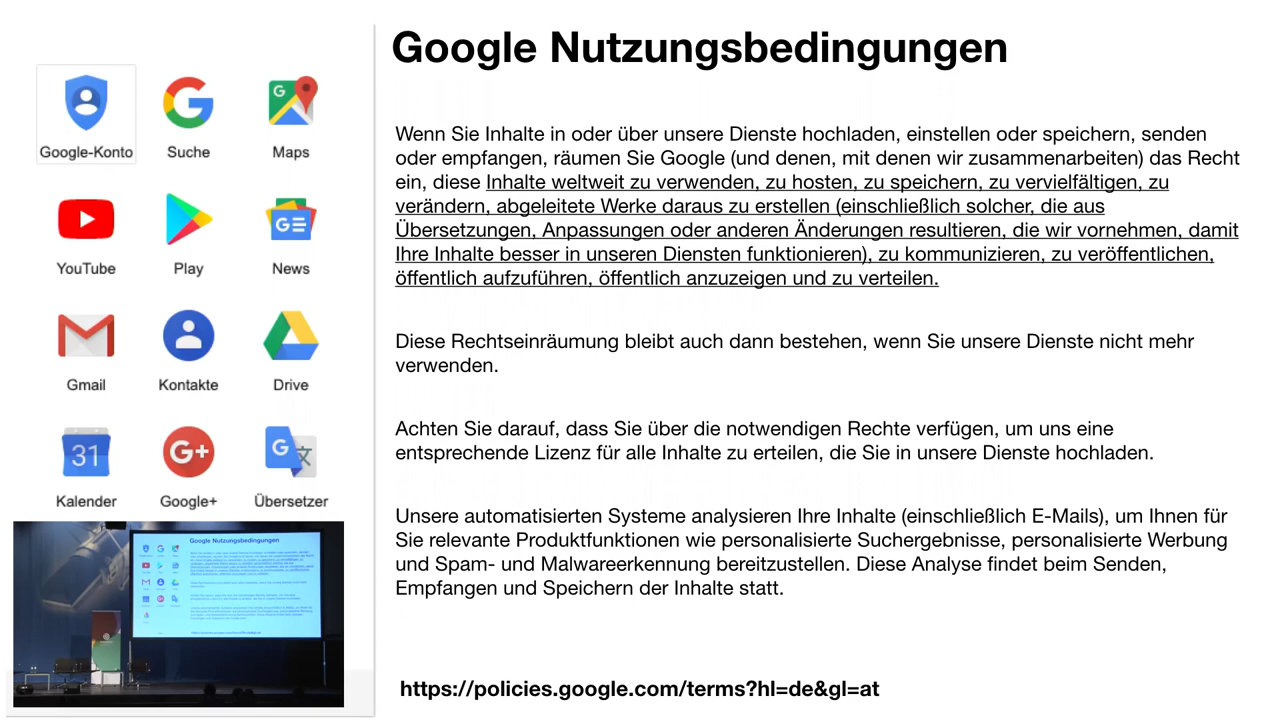 Google Nutzungsbedingungen
Google-Konto
Suche
Maps
YouTube
Play
News
Gmail
Kontakte
Drive
31
Kalender
G+
Google+
Übersetzer
Wenn Sie Inhalte in oder über unsere Dienste hochladen, einstellen oder speichern, senden
oder empfangen, räumen Sie Google (und denen, mit denen wir zusammenarbeiten) das Recht
ein, diese Inhalte weltweit zu verwenden, zu hosten, zu speichern, zu vervielfältigen, zu
verändern, abgeleitete Werke daraus zu erstellen (einschließlich solcher, die aus
Übersetzungen, Anpassungen oder anderen Änderungen resultieren, die wir vornehmen, damit
Ihre Inhalte besser in unseren Diensten funktionieren), zu kommunizieren, zu veröffentlichen,
öffentlich aufzuführen, öffentlich anzuzeigen und zu verteilen.
Diese Rechtseinräumung bleibt auch dann bestehen, wenn Sie unsere Dienste nicht mehr
verwenden.
Achten Sie darauf, dass Sie über die notwendigen Rechte verfügen, um uns eine
entsprechende Lizenz für alle Inhalte zu erteilen, die Sie in unsere Dienste hochladen.
Unsere automatisierten Systeme analysieren Ihre Inhalte (einschließlich E-Mails), um Ihnen für
Sie relevante Produktfunktionen wie personalisierte Suchergebnisse, personalisierte Werbung
und Spam- und Malwareerkennung bereitzustellen. Diese Analyse findet beim Senden,
Empfangen und Speichern der Inhalte statt.
https://policies.google.com/terms?hl=de&gl=at
Google Nutzungsbedingungen